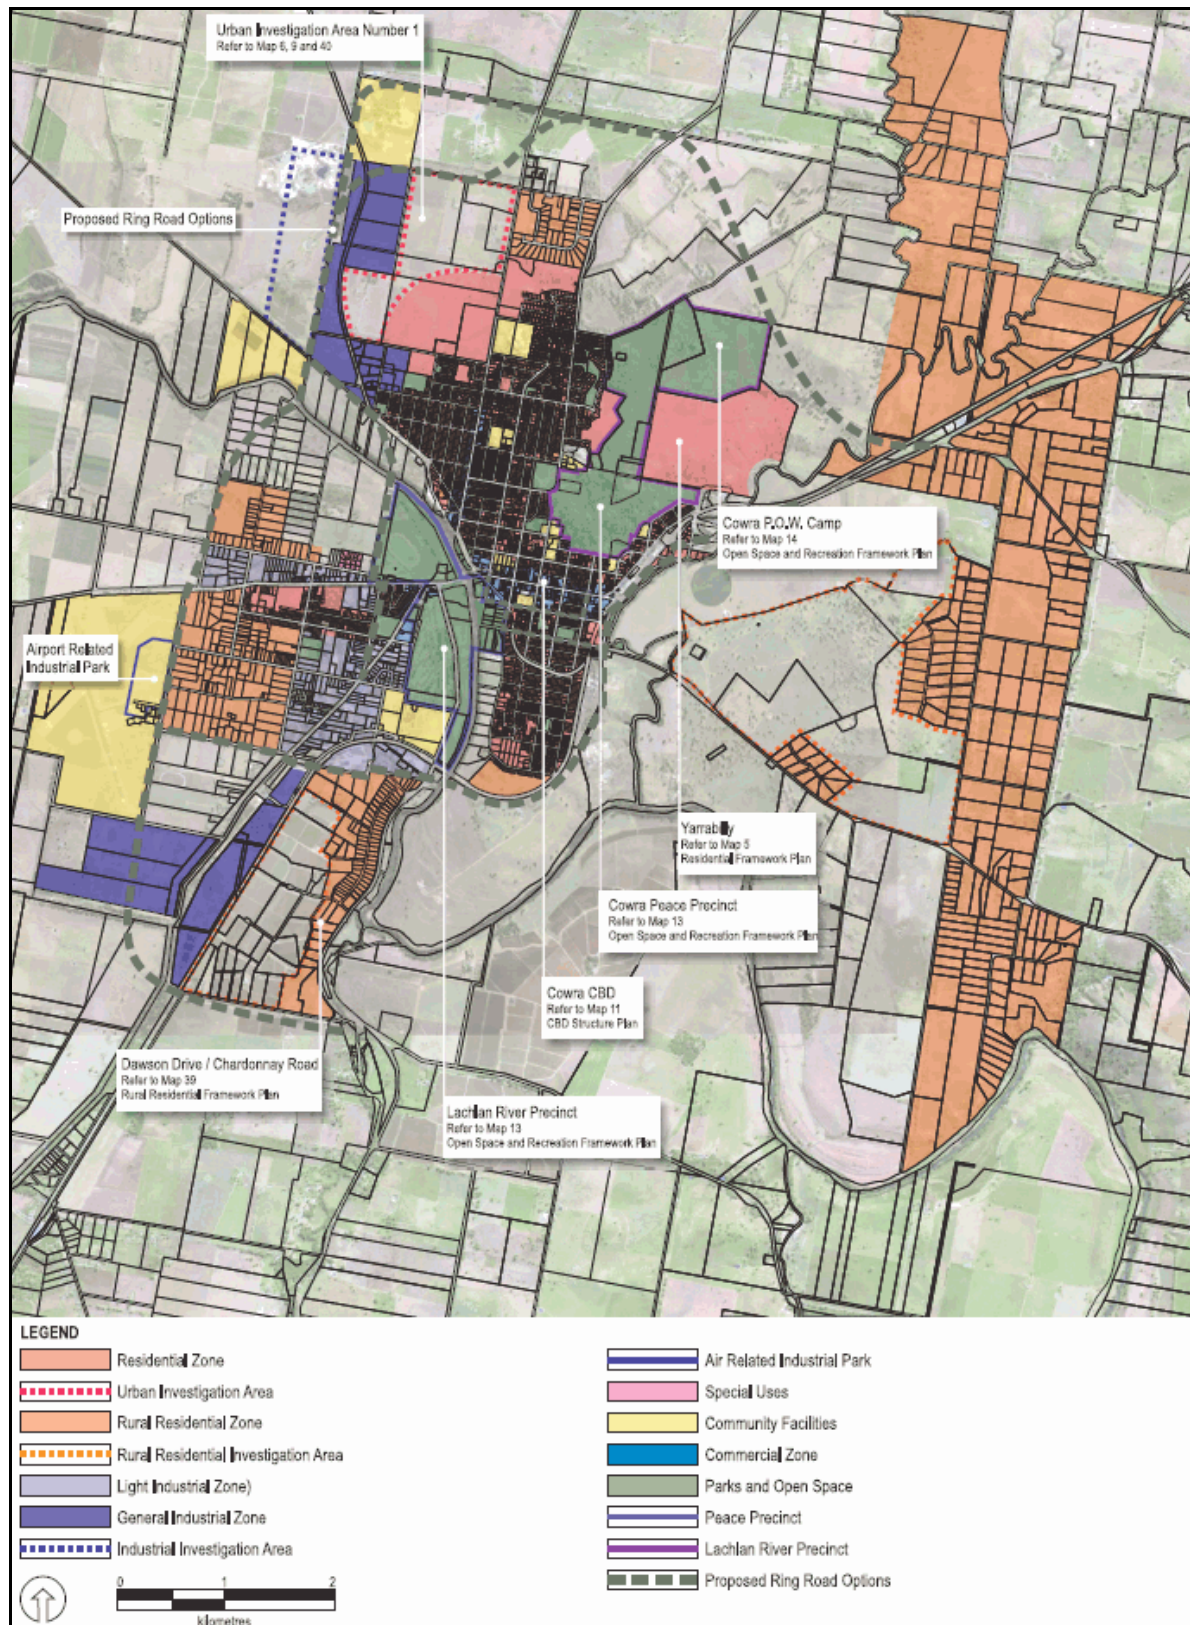 Urban Investigation Area Number 1
Refer to Map 6, 9 and 40
Proposed Ring Road Options
Cowra P.O.W. Camp
Refer to Map 14
Open Space and Recreation Framework Plan
Airport Related
Industrial Park
Yarrabilly
Refer to Map 5
Residential Framework Plan
Cowra Peace Precinct
Refer to Map 13
Open Space and Recreation Framework Plan
Cowra CBD
Refer to Map 11
CBD Structure Plan
Dawson Drive / Chardonnay Road
Refer to Map 39
Rural Residential Framework Plan
Lachlan River Precinct
Refer to Map 13
Open Space and Recreation Framework Plan
LEGEND
Residential Zone
Urban Investigation Area
Rural Residential Zone
Rural Residential Investigation Area
Light Industrial Zone)
General Industrial Zone
Industrial Investigation Area
Air Related Industrial Park
Special Uses
Community Facilities
Commercial Zone
Parks and Open Space
Peace Precinct
Lachlan River Precinct
Proposed Ring Road Options
0 1 2
kilometres